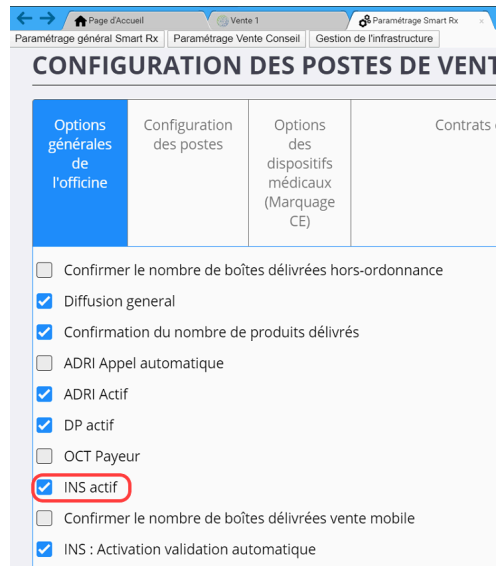 Page d'Accueil
Vente 1
Paramétrage Smart Rx
Paramétrage général Smart Rx
Paramétrage Vente Conseil
Gestion de l'infrastructure
CONFIGURATION DES POSTES DE VENT
Options
générales
de
l'officine
Configuration
des postes
Options
des
dispositifs
médicaux
(Marquage
CE)
Contrats
Confirmer le nombre de boîtes délivrées hors-ordonnance
Diffusion general
Confirmation du nombre de produits délivrés
ADRI Appel automatique
ADRI Actif
DP actif
OCT Payeur
INS actif
Confirmer le nombre de boîtes délivrées vente mobile
INS : Activation validation automatique